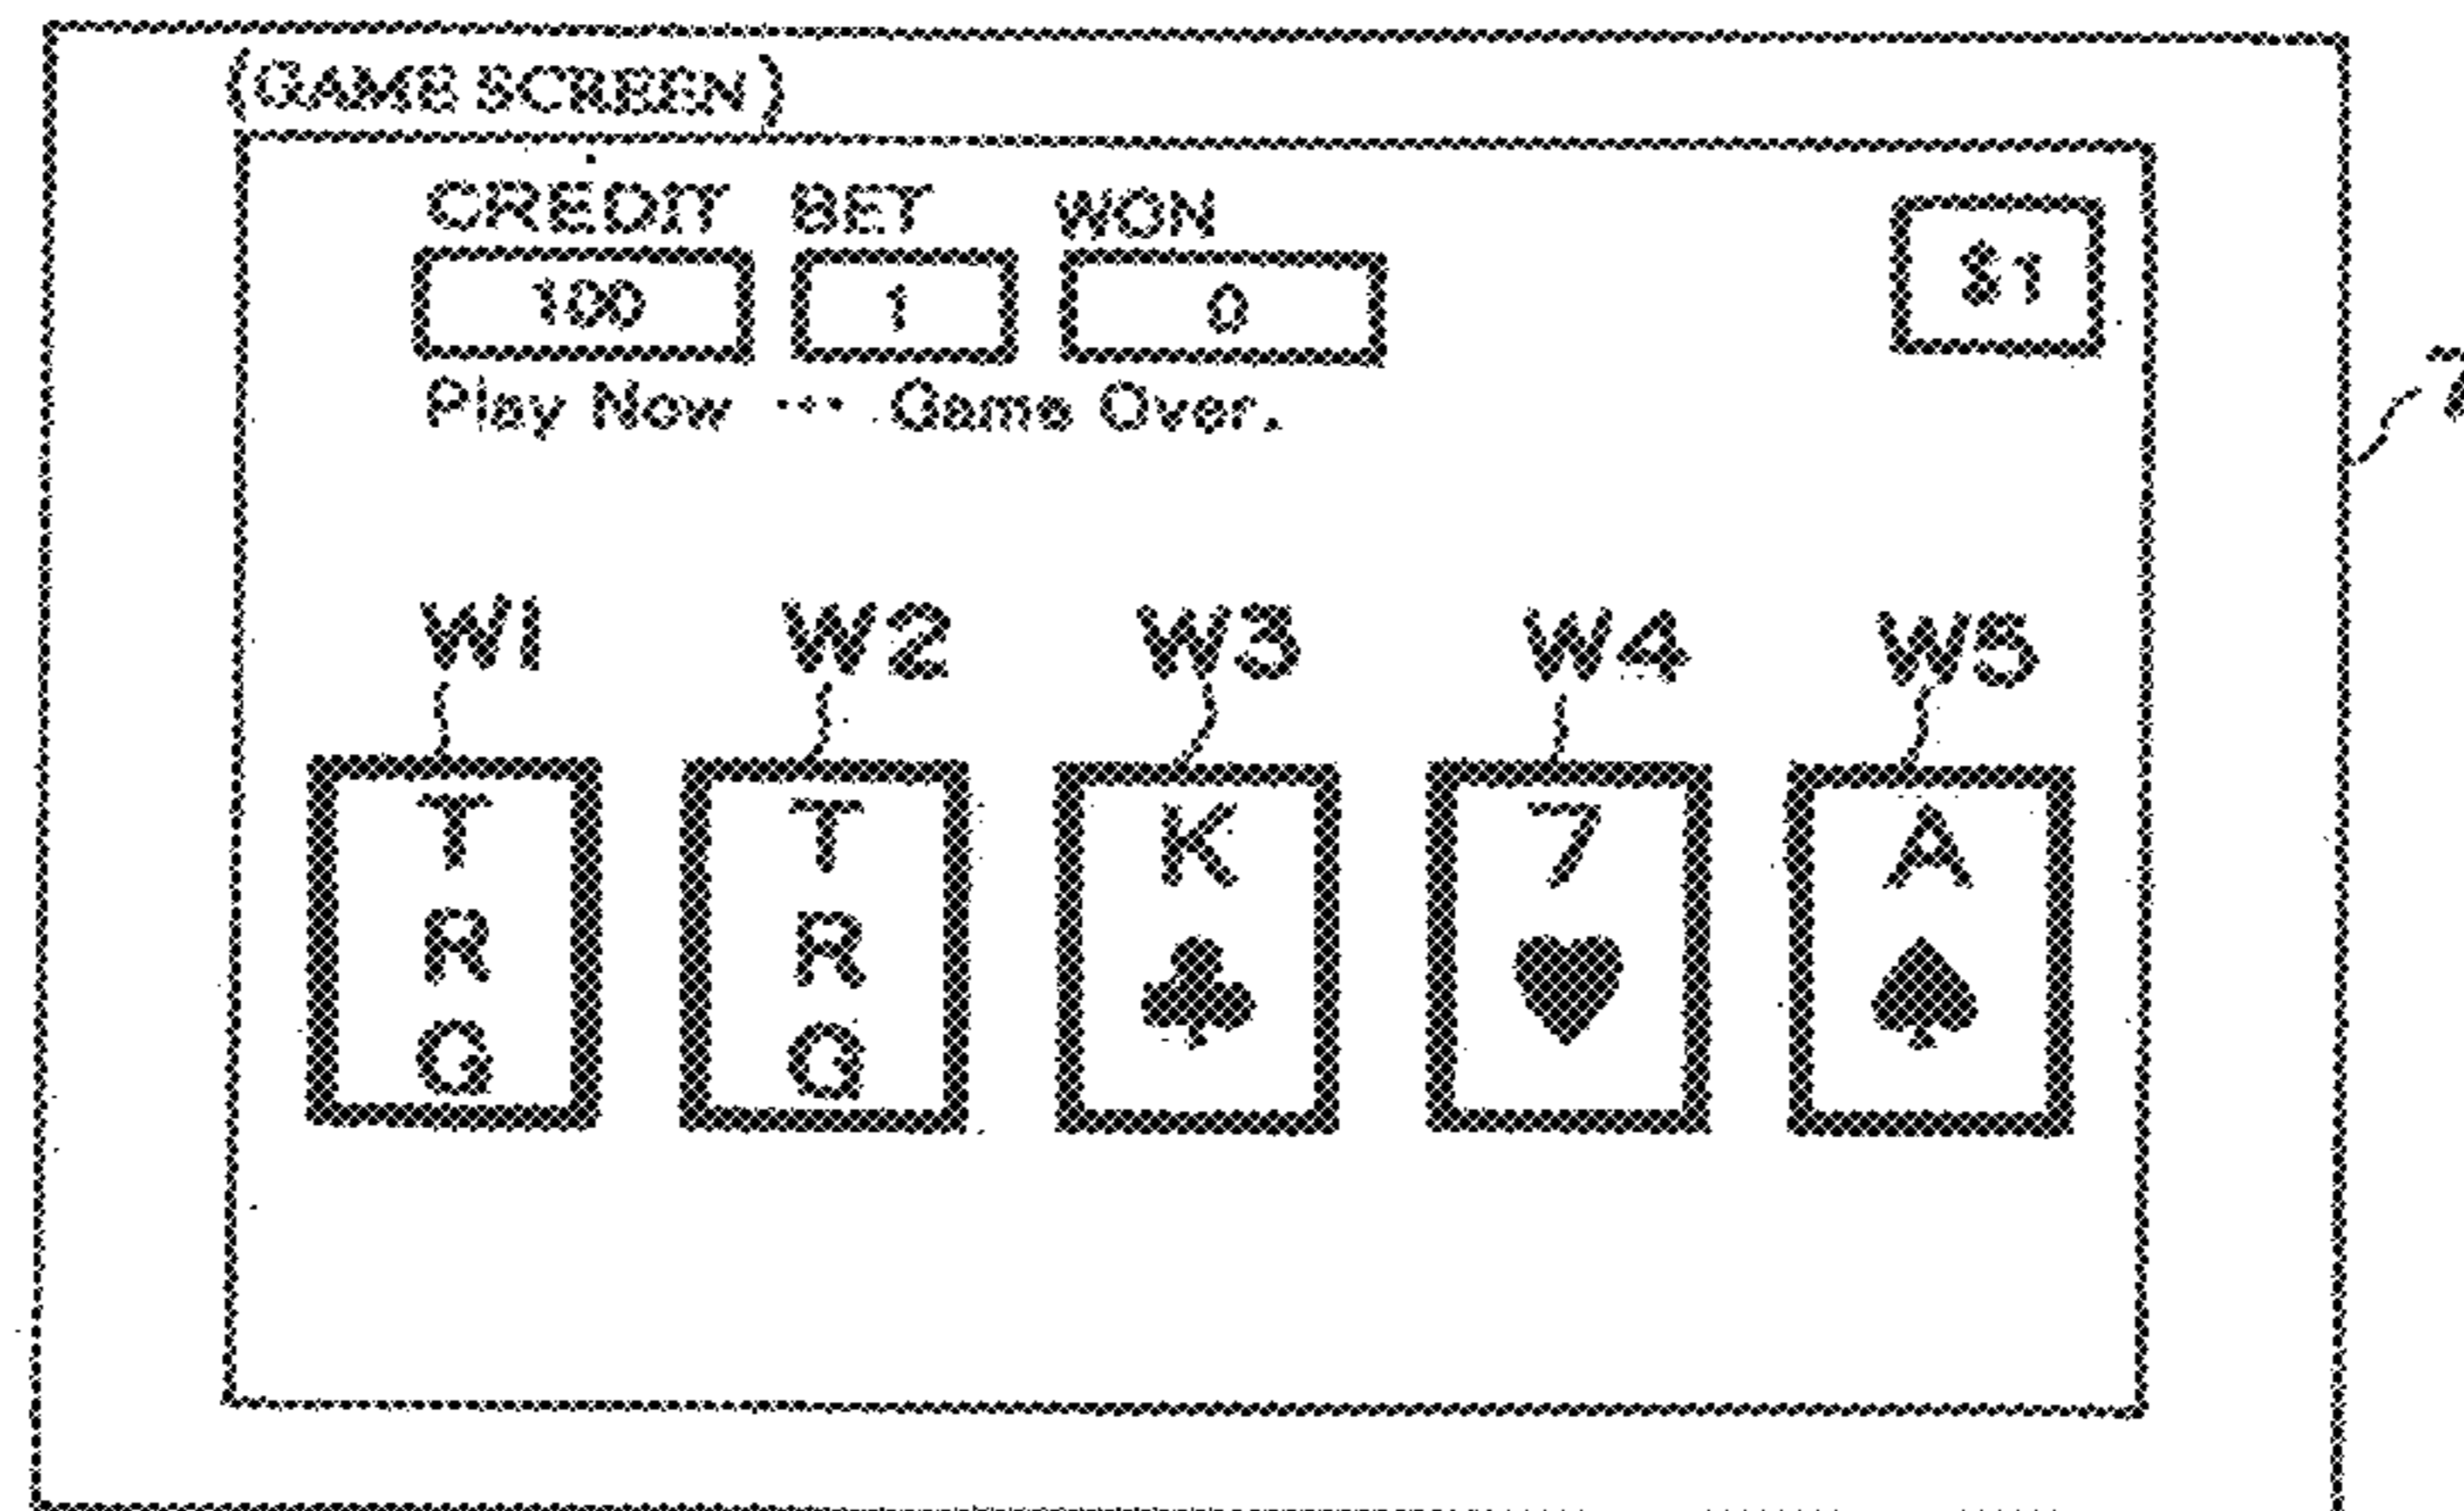 (GAME SCREEN)
CREDIT BET WON
100 1 0 $1
Play Now ... Game Over.
W1 W2 W3 W4 W5
T T K 7 A
R R
G G